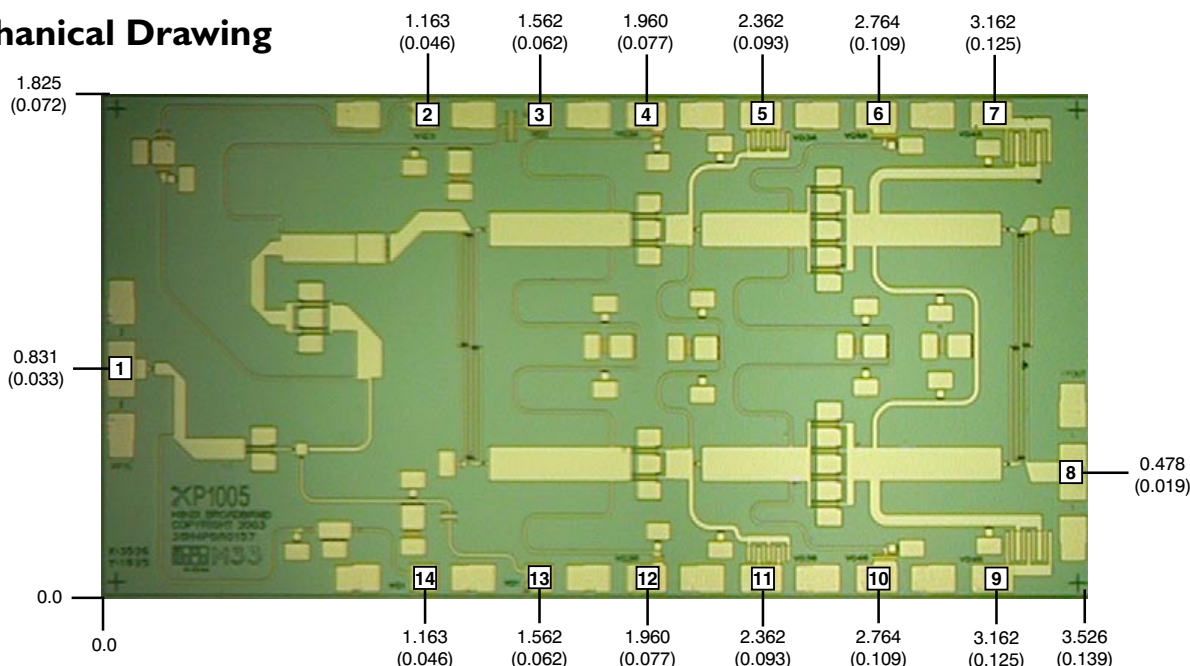 hanical Drawing
1.163 1.562 1.960 2.362 2.764 3.162
(0.046) (0.062) (0.077) (0.093) (0.109) (0.125)
1.825
(0.072)
2 3 4 5 6 7
0.831
(0.033)
1
8
0.478
(0.019)
XP1005
MIMIX BROADBAND
COPYRIGHT 2003
M33
X=3526
Y=1825
14 13 12 11 10 9
0.0
0.0
1.163 1.562 1.960 2.362 2.764 3.162 3.526
(0.046) (0.062) (0.077) (0.093) (0.109) (0.125) (0.139)